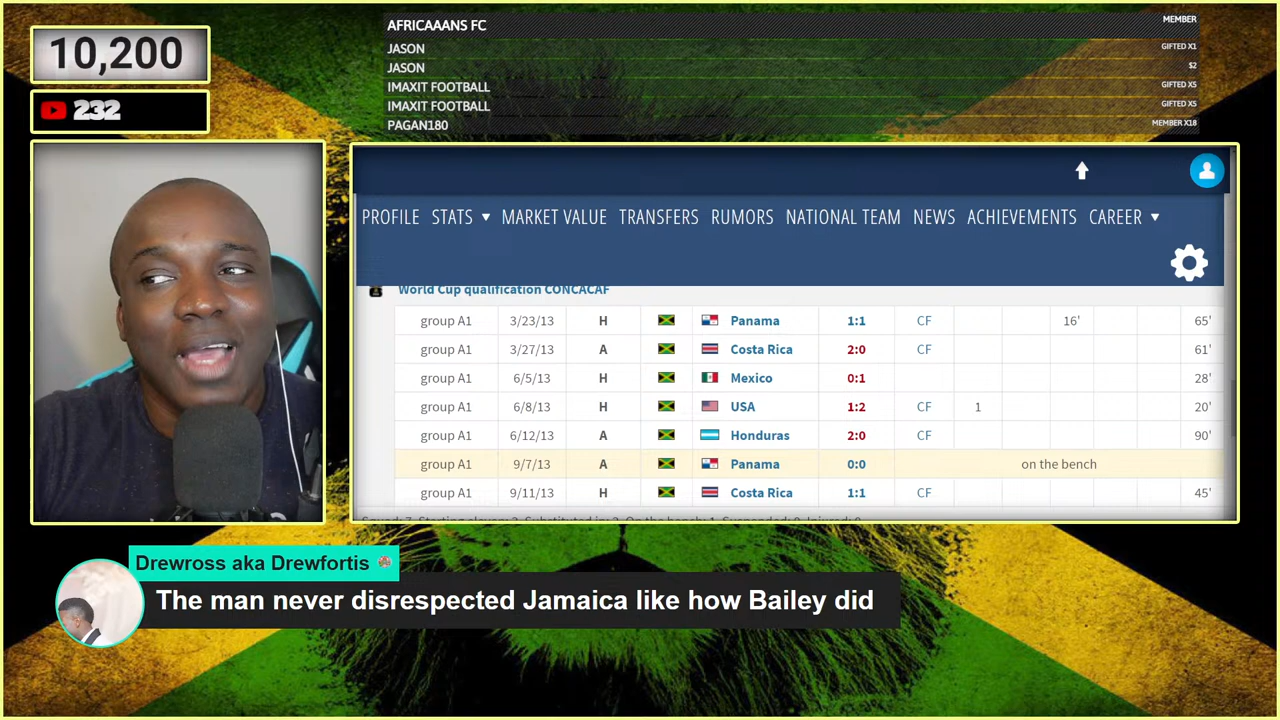 10,200
232
AFRICAAANS FC MEMBER
JASON GIFTED X1
JASON $2
IMAXIT FOOTBALL GIFTED X5
IMAXIT FOOTBALL GIFTED X5
PAGAN180 MEMBER X18
PROFILE STATS ▼ MARKET VALUE TRANSFERS RUMORS NATIONAL TEAM NEWS ACHIEVEMENTS CAREER ▼
World Cup qualification CONCACAF
group A1 3/23/13 H Panama 1:1 CF 16' 65'
group A1 3/27/13 A Costa Rica 2:0 CF 61'
group A1 6/5/13 H Mexico 0:1 CF 28'
group A1 6/8/13 H USA 1:2 CF 1 20'
group A1 6/12/13 A Honduras 2:0 CF 90'
group A1 9/7/13 A Panama 0:0 on the bench
group A1 9/11/13 H Costa Rica 1:1 CF 45'
Drewross aka Drewfortis
The man never disrespected Jamaica like how Bailey did